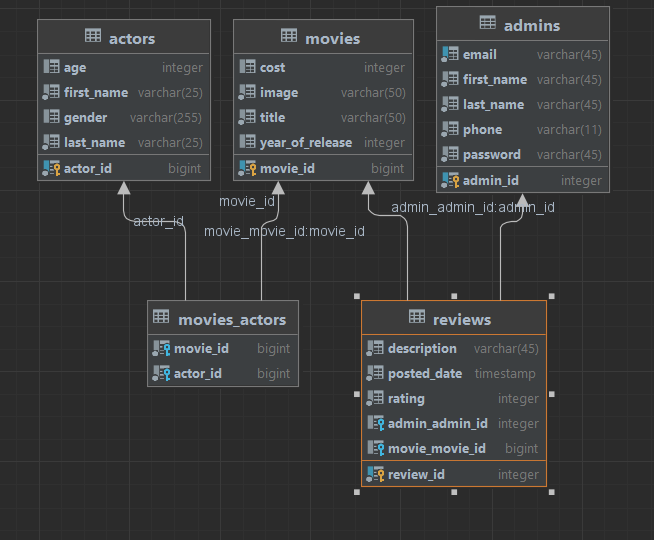 actors
age integer
first_name varchar(25)
gender varchar(255)
last_name varchar(25)
actor_id bigint
movies
cost integer
image varchar(50)
title varchar(50)
year_of_release integer
movie_id bigint
admins
email varchar(45)
first_name varchar(45)
last_name varchar(45)
phone varchar(11)
password varchar(45)
admin_id integer
actor_id
movie_id
movie_movie_id:movie_id
admin_admin_id:admin_id
movies_actors
movie_id bigint
actor_id bigint
reviews
description varchar(45)
posted_date timestamp
rating integer
admin_admin_id integer
movie_movie_id bigint
review_id integer